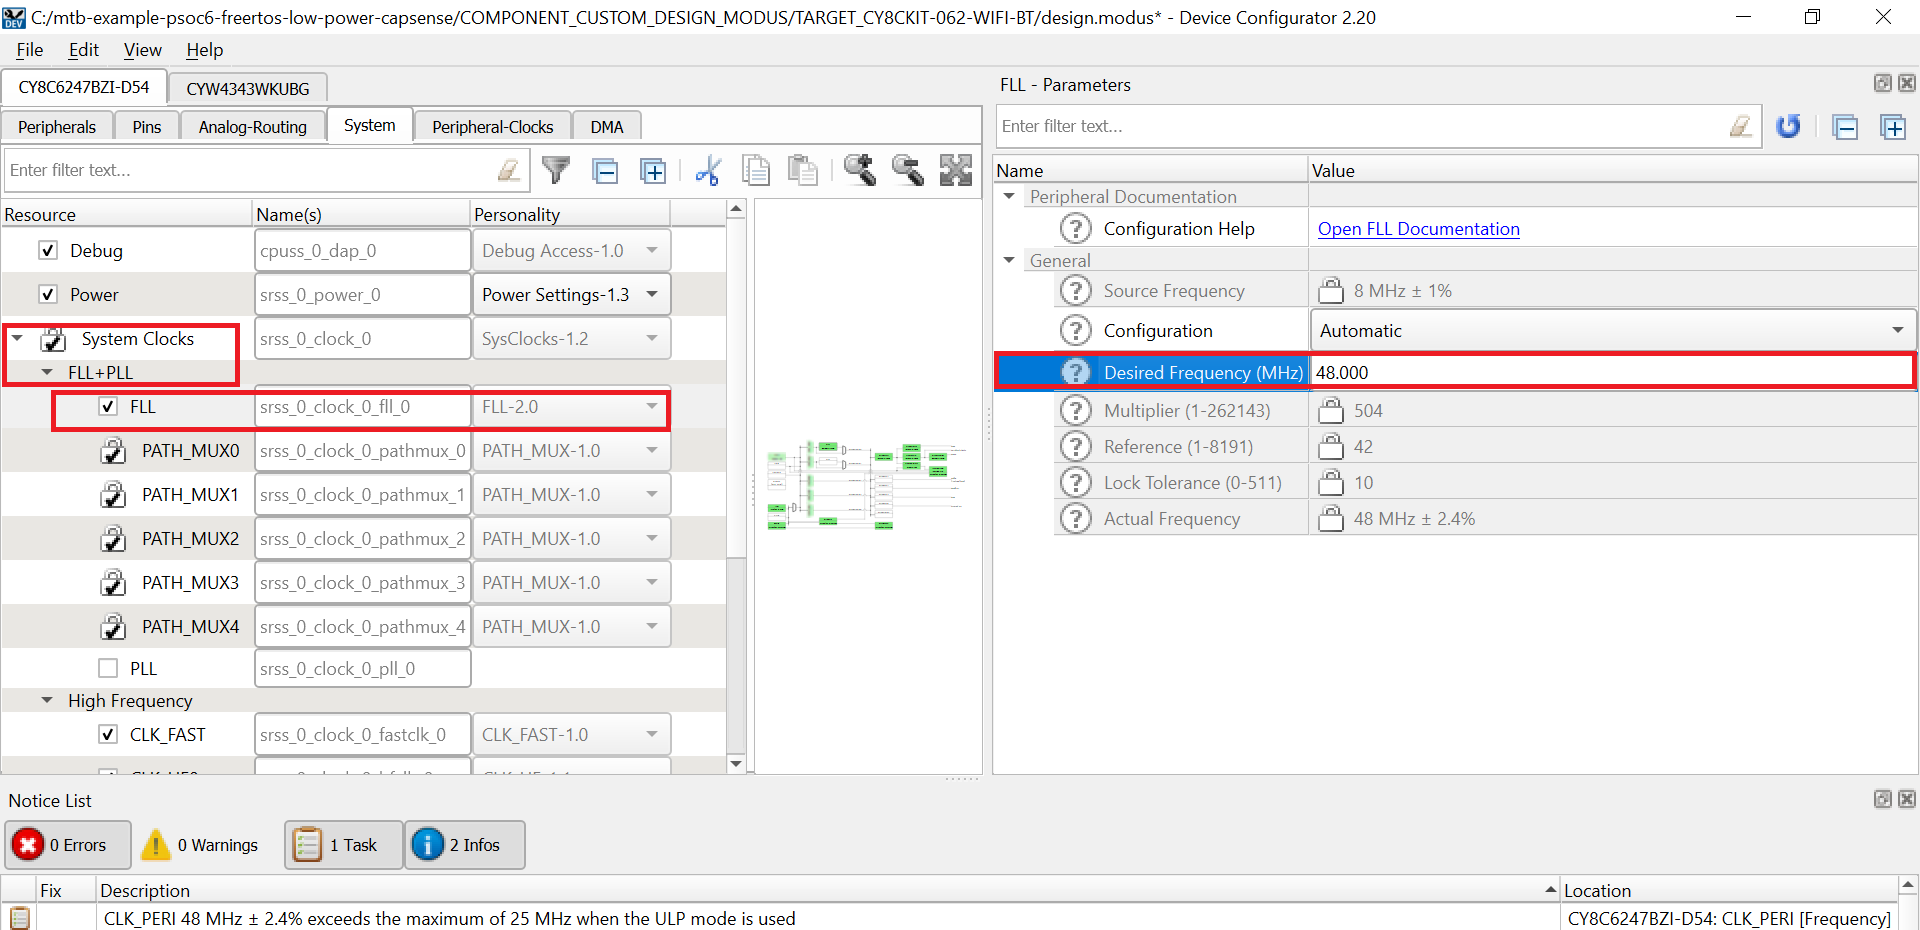 C:/mtb-example-psoc6-freertos-low-power-capsense/COMPONENT_CUSTOM_DESIGN_MODUS/TARGET_CY8CKIT-062-WIFI-BT/design.modus* - Device Configurator 2.20
File Edit View Help
CY8C6247BZI-D54 CYW4343WKUBG
Peripherals Pins Analog-Routing System Peripheral-Clocks DMA
Enter filter text...
Resource Name(s) Personality
Debug cpuss_0_dap_0 Debug Access-1.0
Power srss_0_power_0 Power Settings-1.3
System Clocks srss_0_clock_0 SysClocks-1.2
FLL+PLL
FLL srss_0_clock_0_fll_0 FLL-2.0
PATH_MUX0 srss_0_clock_0_pathmux_0 PATH_MUX-1.0
PATH_MUX1 srss_0_clock_0_pathmux_1 PATH_MUX-1.0
PATH_MUX2 srss_0_clock_0_pathmux_2 PATH_MUX-1.0
PATH_MUX3 srss_0_clock_0_pathmux_3 PATH_MUX-1.0
PATH_MUX4 srss_0_clock_0_pathmux_4 PATH_MUX-1.0
PLL srss_0_clock_0_pll_0
High Frequency
CLK_FAST srss_0_clock_0_fastclk_0 CLK_FAST-1.0
FLL - Parameters
Enter filter text...
Name Value
Peripheral Documentation
? Configuration Help Open FLL Documentation
General
? Source Frequency 8 MHz ± 1%
? Configuration Automatic
? Desired Frequency (MHz) 48.000
? Multiplier (1-262143) 504
? Reference (1-8191) 42
? Lock Tolerance (0-511) 10
? Actual Frequency 48 MHz ± 2.4%
Notice List
0 Errors 0 Warnings 1 Task 2 Infos
Fix Description Location
CLK_PERI 48 MHz ± 2.4% exceeds the maximum of 25 MHz when the ULP mode is used CY8C6247BZI-D54: CLK_PERI [Frequency]